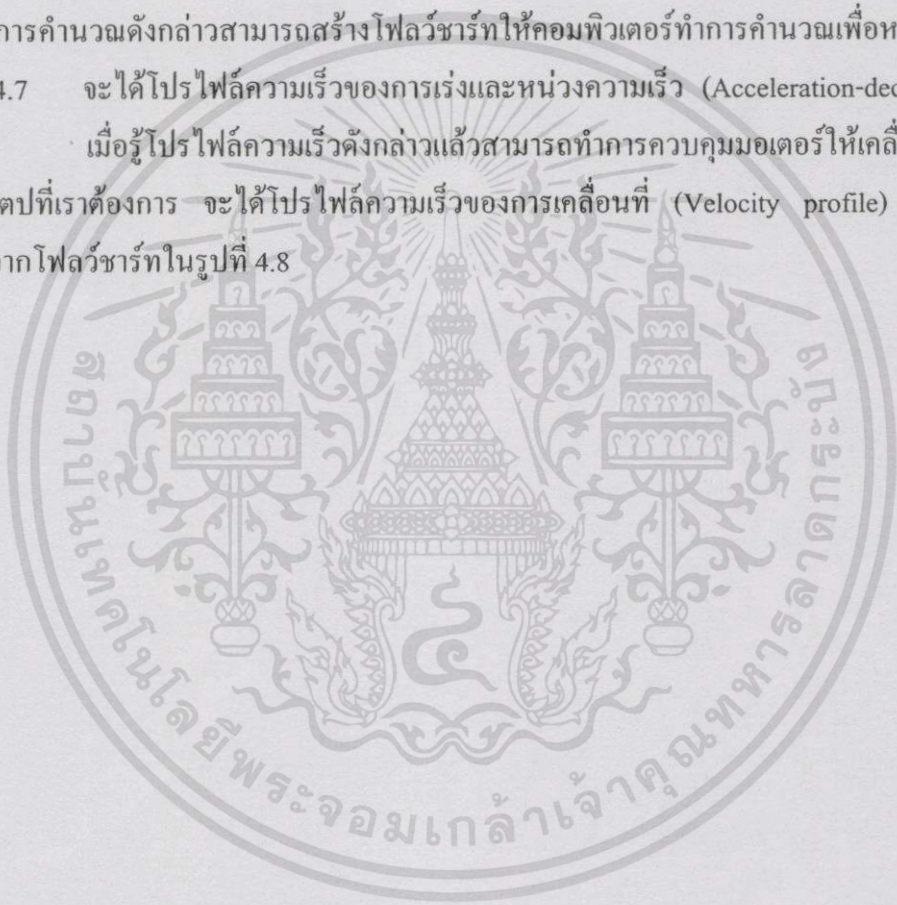 การคำนวณดังกล่าวสามารถสร้างโฟลว์ชาร์ทให้คอมพิวเตอร์ทำการคำนวณเพื่อห
4.7 จะได้โปรไฟล์ความเร็วของการเร่งและหน่วงความเร็ว (Acceleration-dec
เมื่อรู้โปรไฟล์ความเร็วดังกล่าวแล้วสามารถทำการควบคุมมอเตอร์ให้เคลื่
ตปที่เราต้องการ จะได้โปรไฟล์ความเร็วของการเคลื่อนที่ (Velocity profile)
ากโฟลว์ชาร์ทในรูปที่ 4.8
สถาบันเทคโนโลยีพระจอมเกล้าเจ้าคุณทหารลาดกระบัง